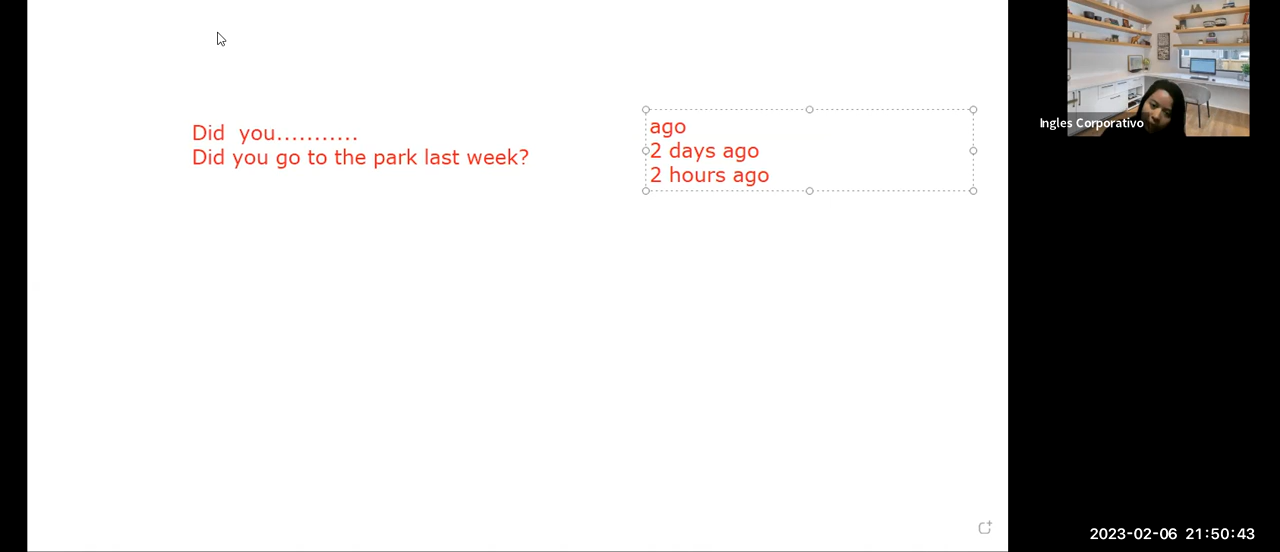 Did  you...........
Did you go to the park last week?
ago
2 days ago
2 hours ago
Ingles Corporativo
2023-02-06 21:50:43